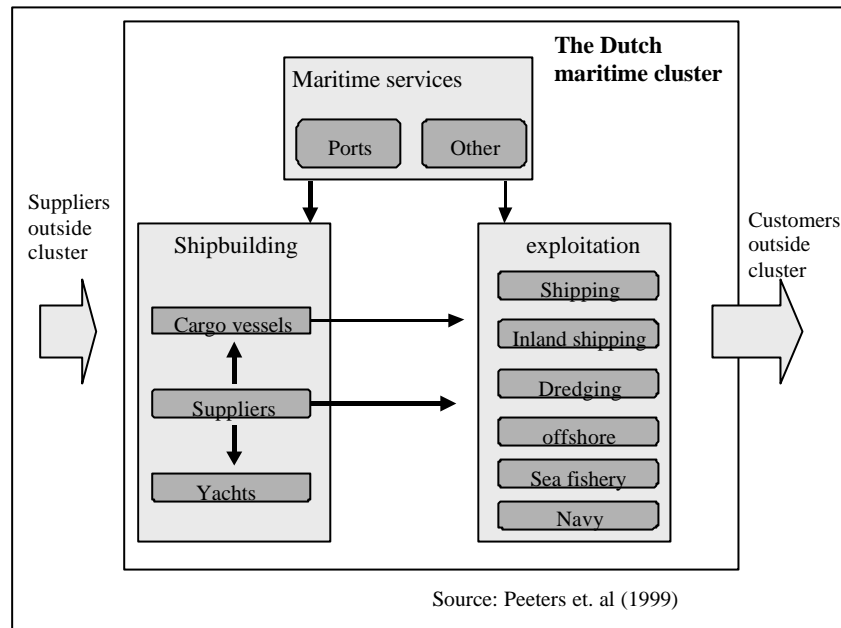 The Dutch
maritime cluster
Maritime services
Ports
Other
Suppliers
outside
cluster
Shipbuilding
Cargo vessels
Suppliers
Yachts
exploitation
Shipping
Inland shipping
Dredging
offshore
Sea fishery
Navy
Customers
outside
cluster
Source: Peeters et. al (1999)